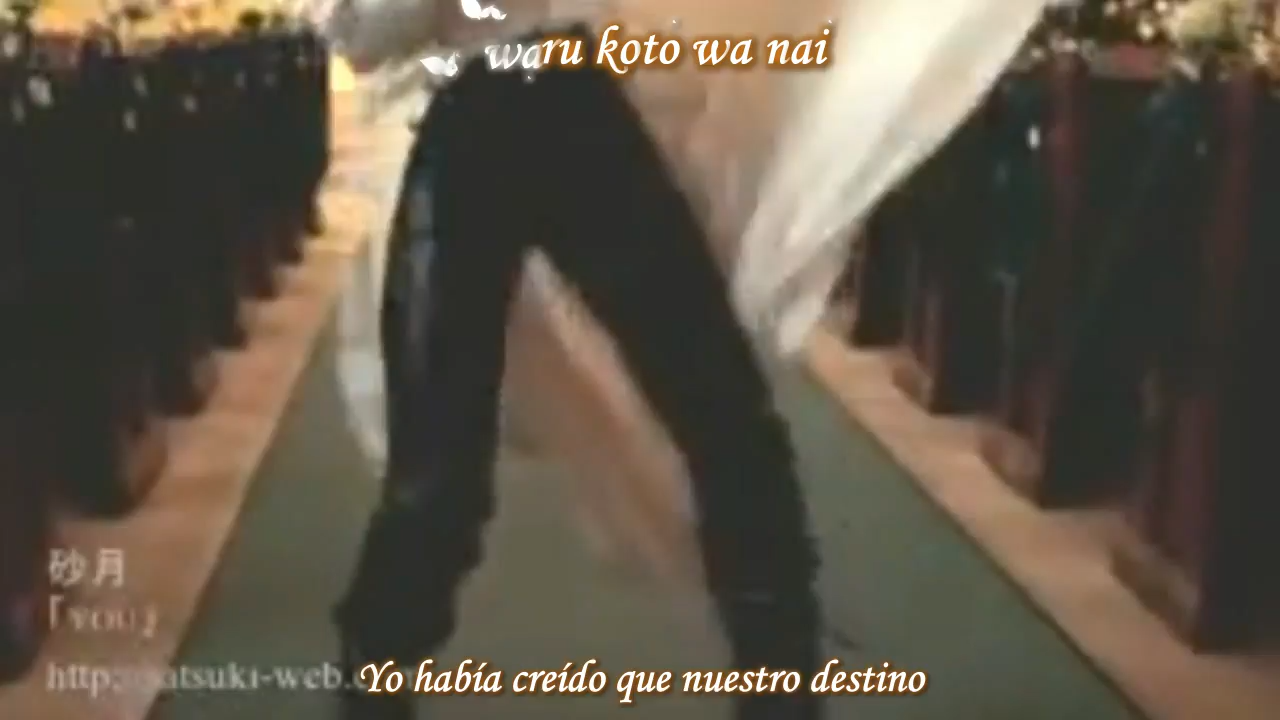 waru koto wa nai
砂月
「YOU」
Yo había creído que nuestro destino